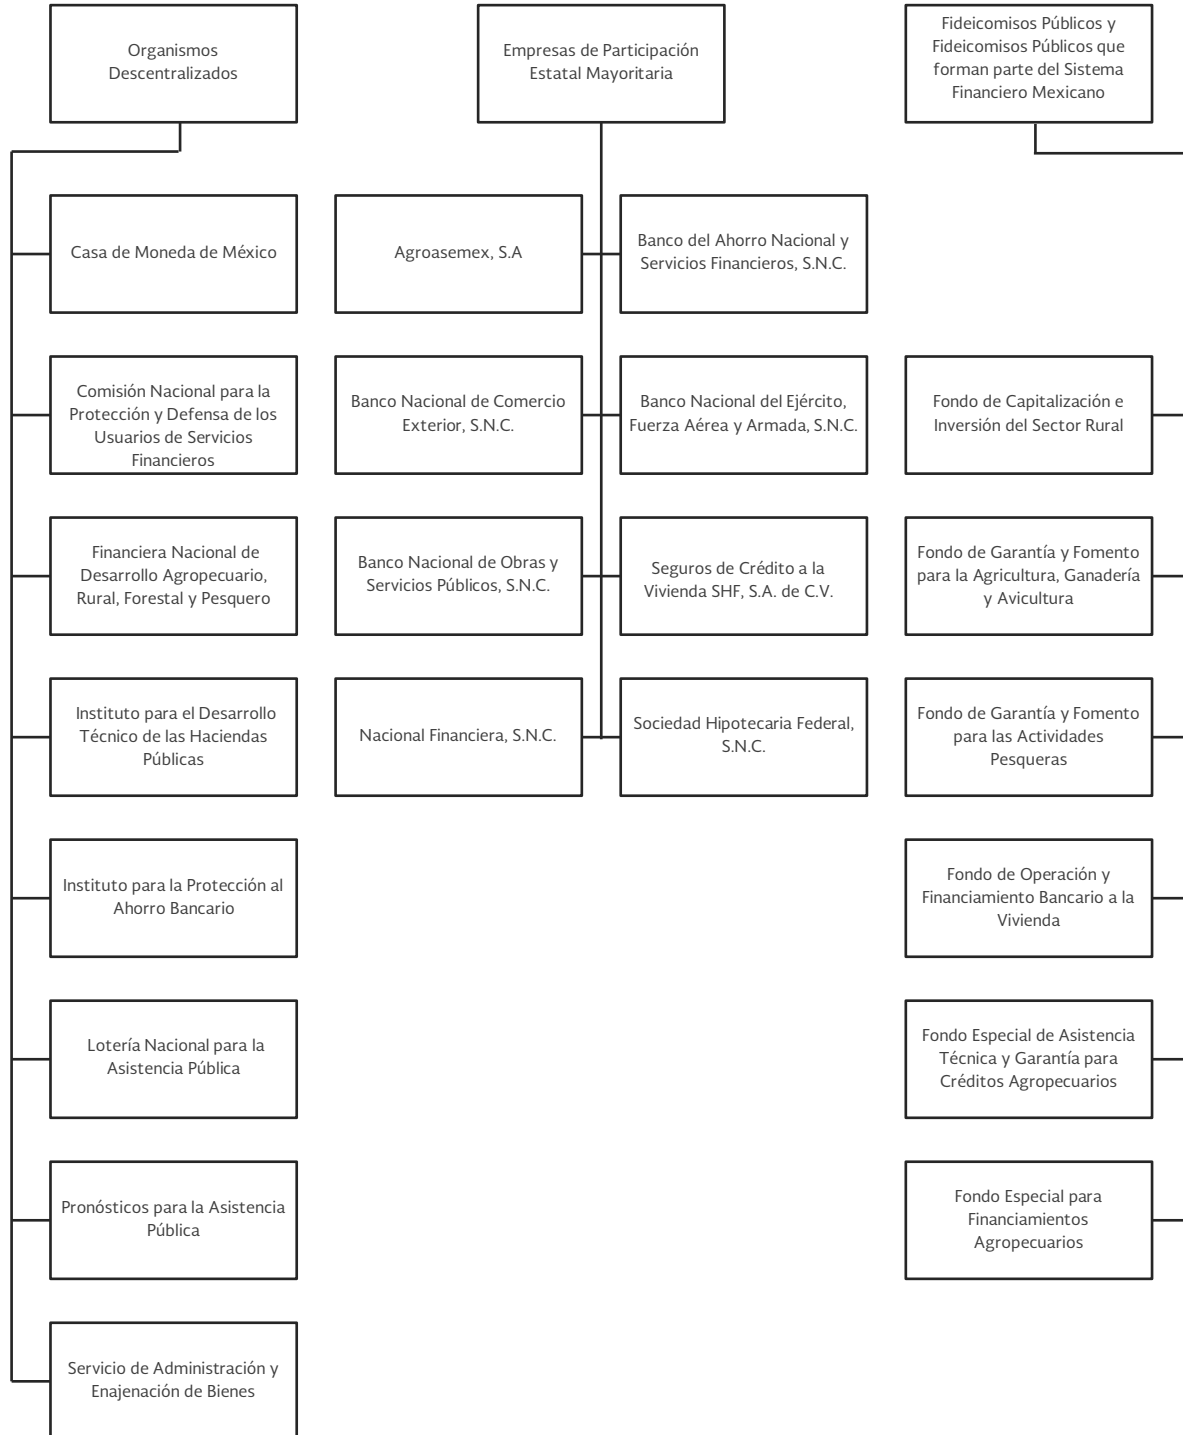 Organismos
Descentralizados
Empresas de Participación
Estatal Mayoritaria
Fideicomisos Públicos y
Fideicomisos Públicos que
forman parte del Sistema
Financiero Mexicano
Casa de Moneda de México
Agroasemex, S.A
Banco del Ahorro Nacional y
Servicios Financieros, S.N.C.
Comisión Nacional para la
Protección y Defensa de los
Usuarios de Servicios
Financieros
Banco Nacional de Comercio
Exterior, S.N.C.
Banco Nacional del Ejército,
Fuerza Aérea y Armada, S.N.C.
Fondo de Capitalización e
Inversión del Sector Rural
Financiera Nacional de
Desarrollo Agropecuario,
Rural, Forestal y Pesquero
Banco Nacional de Obras y
Servicios Públicos, S.N.C.
Seguros de Crédito a la
Vivienda SHF, S.A. de C.V.
Fondo de Garantía y Fomento
para la Agricultura, Ganadería
y Avicultura
Instituto para el Desarrollo
Técnico de las Haciendas
Públicas
Nacional Financiera, S.N.C.
Sociedad Hipotecaria Federal,
S.N.C.
Fondo de Garantía y Fomento
para las Actividades
Pesqueras
Instituto para la Protección al
Ahorro Bancario
Fondo de Operación y
Financiamiento Bancario a la
Vivienda
Lotería Nacional para la
Asistencia Pública
Fondo Especial de Asistencia
Técnica y Garantía para
Créditos Agropecuarios
Pronósticos para la Asistencia
Pública
Fondo Especial para
Financiamientos
Agropecuarios
Servicio de Administración y
Enajenación de Bienes